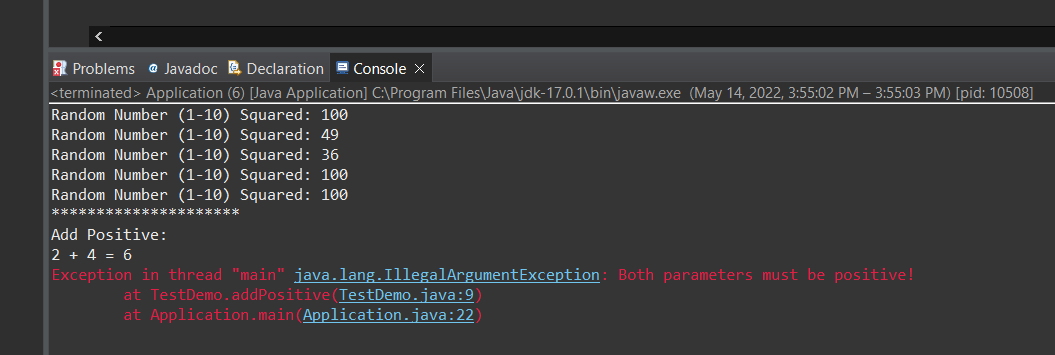 Problems Javadoc Declaration Console
<terminated> Application (6) [Java Application] C:\Program Files\Java\jdk-17.0.1\bin\javaw.exe (May 14, 2022, 3:55:02 PM – 3:55:03 PM) [pid: 10508]
Random Number (1-10) Squared: 100
Random Number (1-10) Squared: 49
Random Number (1-10) Squared: 36
Random Number (1-10) Squared: 100
Random Number (1-10) Squared: 100
*********************
Add Positive:
2 + 4 = 6
Exception in thread "main" java.lang.IllegalArgumentException: Both parameters must be positive!
at TestDemo.addPositive(TestDemo.java:9)
at Application.main(Application.java:22)